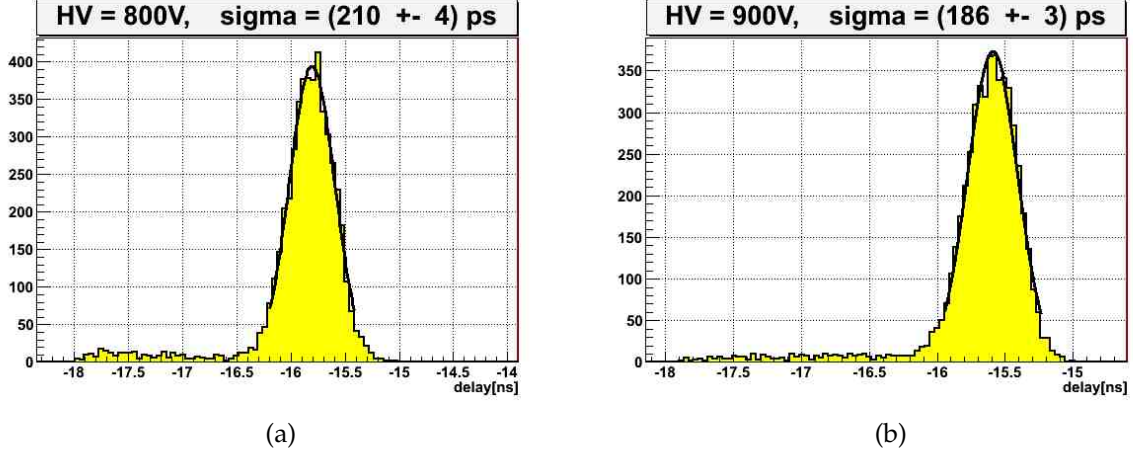 HV = 800V, sigma = (210 +- 4) ps
400
350
300
250
200
150
100
50
0
-18 -17.5 -17 -16.5 -16 -15.5 -15 -14.5 -14
delay[ns]
(a)
HV = 900V, sigma = (186 +- 3) ps
350
300
250
200
150
100
50
0
-18 -17.5 -17 -16.5 -16 -15.5 -15
delay[ns]
(b)